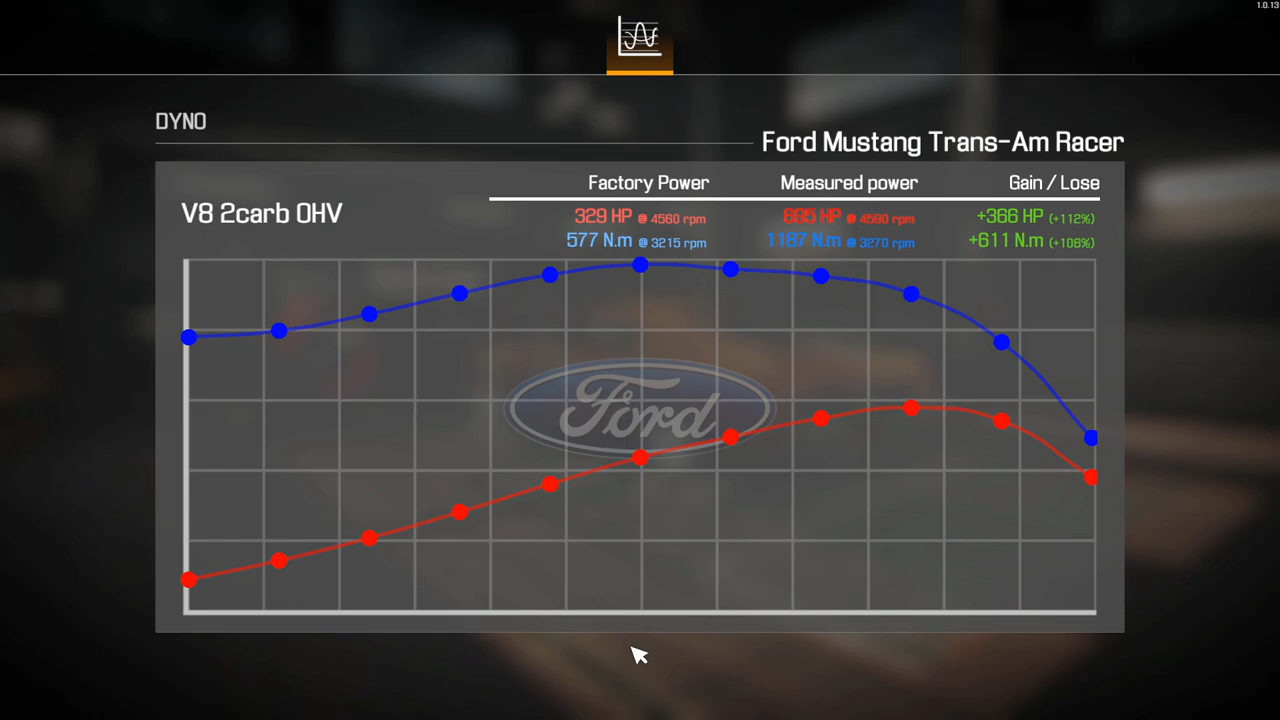 1.0.13
DYNO
Ford Mustang Trans-Am Racer
Factory Power Measured power Gain / Lose
V8 2carb OHV
329 HP @ 4560 rpm 695 HP @ 4590 rpm +366 HP (+112%)
577 N.m @ 3215 rpm 1187 N.m @ 3270 rpm +611 N.m (+106%)
Ford